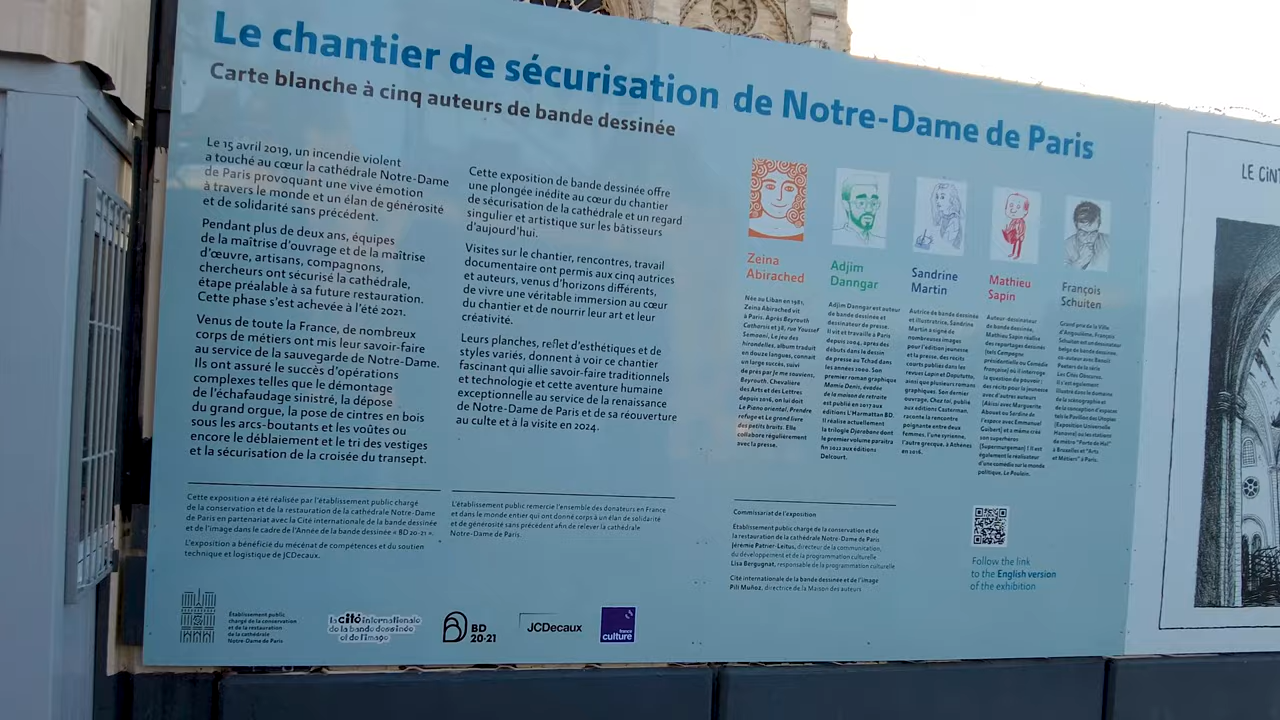 Le chantier de sécurisation de Notre-Dame de Paris
Carte blanche à cinq auteurs de bande dessinée
Le 15 avril 2019, un incendie violent
a touché au cœur la cathédrale Notre-Dame
de Paris provoquant une vive émotion
à travers le monde et un élan de générosité
et de solidarité sans précédent.
Pendant plus de deux ans, équipes
de la maîtrise d'ouvrage et de la maîtrise
d'œuvre, artisans, compagnons,
chercheurs ont sécurisé la cathédrale,
étape préalable à sa future restauration.
Cette phase s'est achevée à l'été 2021.
Venus de toute la France, de nombreux
corps de métiers ont mis leur savoir-faire
au service de la sauvegarde de Notre-Dame.
Ils ont assuré le succès d'opérations
complexes telles que le démontage
de l'échafaudage sinistré, la dépose
du grand orgue, la pose de cintres en bois
sous les arcs-boutants et les voûtes ou
encore le déblaiement et le tri des vestiges
et la sécurisation de la croisée du transept.
Cette exposition de bande dessinée offre
une plongée inédite au cœur du chantier
de sécurisation de la cathédrale et un regard
singulier et artistique sur les bâtisseurs
d'aujourd'hui.
Visites sur le chantier, rencontres, travail
documentaire ont permis aux cinq autrices
et auteurs, venus d'horizons différents,
de vivre une véritable immersion au cœur
du chantier et de nourrir leur art et leur
créativité.
Leurs planches, reflet d'esthétiques et de
styles variés, donnent à voir ce chantier
fascinant qui allie savoir-faire traditionnels
et technologie et cette aventure humaine
exceptionnelle au service de la renaissance
de Notre-Dame de Paris et de sa réouverture
au culte et à la visite en 2024.
Zeina
Abirached
Née au Liban en 1981,
Zeina Abirached vit
à Paris. Après Beyrouth
Catharsis et 38, rue Youssef
Semaani, Le jeu des
hirondelles, album traduit
en douze langues, connait
un large succès, suivi
de près par Je me souviens,
Beyrouth. Chevalière
des Arts et des Lettres
depuis 2016, on lui doit
Le Piano oriental, Prendre
refuge et Le grand livre
des petits bruits. Elle
collabore régulièrement
avec la presse.
Adjim
Danngar
Adjim Danngar est auteur
de bande dessinée et
dessinateur de presse.
Il vit et travaille à Paris
depuis 2004, après des
débuts dans le dessin
de presse au Tchad dans
les années 2000. Son
premier roman graphique
Mamie Denis, évadée
de la maison de retraite
est publié en 2017 aux
éditions L'Harmattan BD.
Il réalise actuellement
la trilogie Djarabane dont
le premier volume paraitra
fin 2022 aux éditions
Delcourt.
Sandrine
Martin
Autrice de bande dessinée
et illustratrice, Sandrine
Martin a signé de
nombreuses images
pour l'édition jeunesse
et la presse, des récits
courts publiés dans les
revues Lapin et Dopututto,
ainsi que plusieurs romans
graphiques. Son dernier
ouvrage, Chez toi, publié
aux éditions Casterman,
raconte la rencontre
poignante entre deux
femmes, l'une syrienne,
l'autre grecque, à Athènes
en 2016.
Mathieu
Sapin
Auteur-dessinateur
de bande dessinée,
Mathieu Sapin réalise
des reportages dessinés
(tels Campagne
présidentielle ou Comédie
française) où il interroge
la question de pouvoir ;
des récits pour la jeunesse
avec d'autres auteurs
(Akissi avec Marguerite
Abouet ou Sardine de
l'espace avec Emmanuel
Guibert) et a même créé
son superhéros
(Supermurgeman) ! Il est
également le réalisateur
d'une comédie sur le monde
politique, Le Poulain.
François
Schuiten
Grand prix de la Ville
d'Angoulême, François
Schuiten est un dessinateur
belge de bande dessinée,
co-auteur avec Benoît
Peeters de la série
Les Cités Obscures.
Il s'est également
illustré dans le domaine
de la scénographie et
de la conception d'espaces
tels le Pavillon des Utopies
(Exposition Universelle
Hanovre) ou les stations
de métro "Porte de Hal"
à Bruxelles et "Arts
et Métiers" à Paris.
Cette exposition a été réalisée par l'établissement public chargé
de la conservation et de la restauration de la cathédrale Notre-Dame
de Paris en partenariat avec la Cité internationale de la bande dessinée
et de l'image dans le cadre de l'Année de la bande dessinée « BD 20-21 ».
L'exposition a bénéficié du mécénat de compétences et du soutien
technique et logistique de JCDecaux.
L'établissement public remercie l'ensemble des donateurs en France
et dans le monde entier qui ont donné corps à un élan de solidarité
et de générosité sans précédent afin de relever la cathédrale
Notre-Dame de Paris.
Commissariat de l'exposition
Établissement public chargé de la conservation et de
la restauration de la cathédrale Notre-Dame de Paris
Jérémie Patrier-Leitus, directeur de la communication,
du développement et de la programmation culturelle
Lisa Bergugnat, responsable de la programmation culturelle
Cité internationale de la bande dessinée et de l'image
Pili Muñoz, directrice de la Maison des auteurs
Follow the link
to the English version
of the exhibition
Établissement public
chargé de la conservation
et de la restauration
de la cathédrale
Notre-Dame de Paris
la cité internationale
de la bande dessinée
et de l'image
BD
20-21
JCDecaux
france
culture
LE CINT